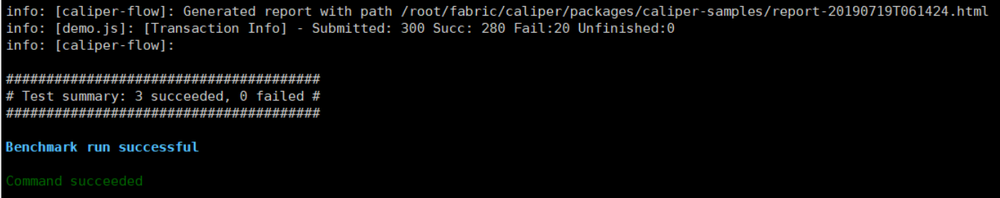 info: [caliper-flow]: Generated report with path /root/fabric/caliper/packages/caliper-samples/report-20190719T061424.html
info: [demo.js]: [Transaction Info] - Submitted: 300 Succ: 280 Fail:20 Unfinished:0
info: [caliper-flow]:
#######################################
# Test summary: 3 succeeded, 0 failed #
#######################################
Benchmark run successful
Command succeeded